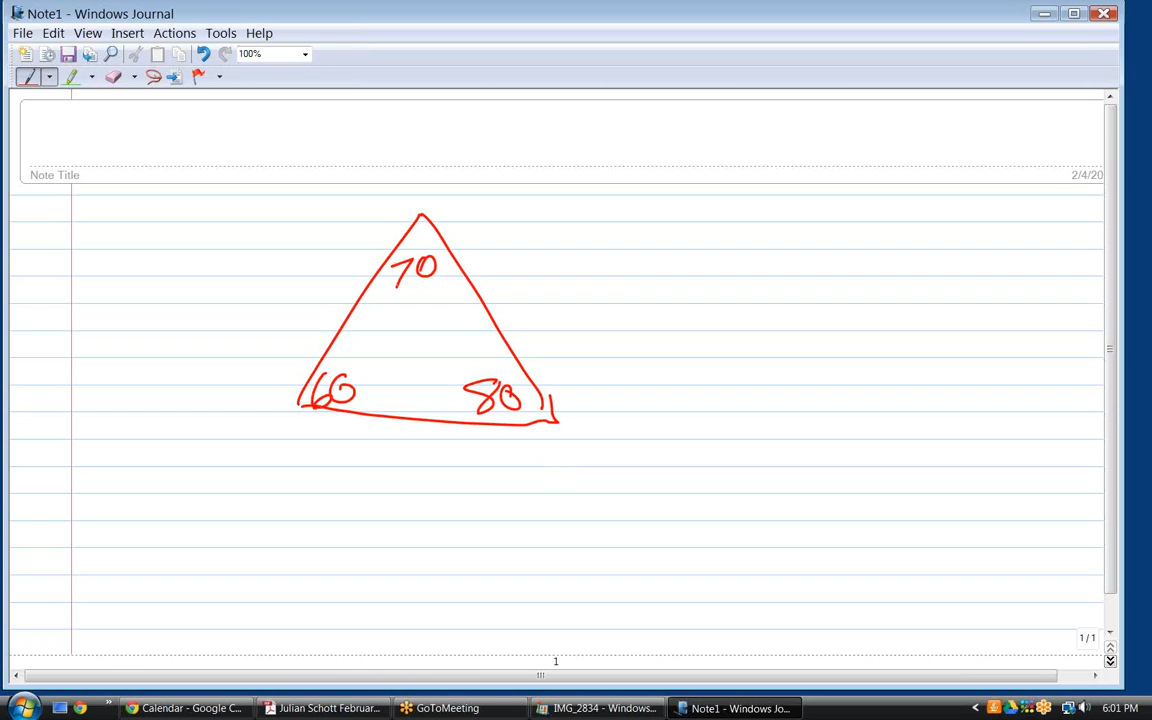 Note1 - Windows Journal
File Edit View Insert Actions Tools Help
100%
Note Title
2/4/20
70
60
80
1/1
1
Calendar - Google C... Julian Schott Februar... GoToMeeting IMG_2834 - Windows... Note1 - Windows Jo... 6:01 PM